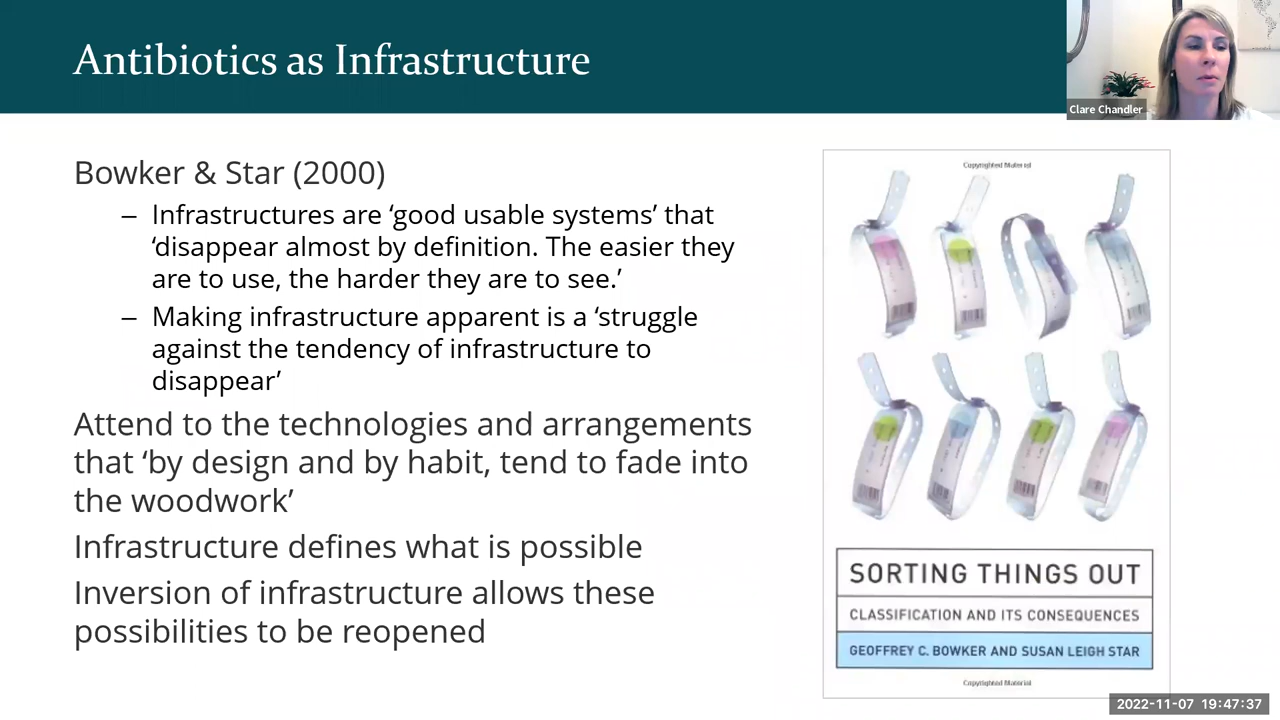 Antibiotics as Infrastructure
Clare Chandler
Bowker & Star (2000)
– Infrastructures are ‘good usable systems’ that
‘disappear almost by definition. The easier they
are to use, the harder they are to see.’
– Making infrastructure apparent is a ‘struggle
against the tendency of infrastructure to
disappear’
Attend to the technologies and arrangements
that ‘by design and by habit, tend to fade into
the woodwork’
Infrastructure defines what is possible
Inversion of infrastructure allows these
possibilities to be reopened
Copyrighted Material
SORTING THINGS OUT
CLASSIFICATION AND ITS CONSEQUENCES
GEOFFREY C. BOWKER AND SUSAN LEIGH STAR
Copyrighted Material
2022-11-07 19:47:37